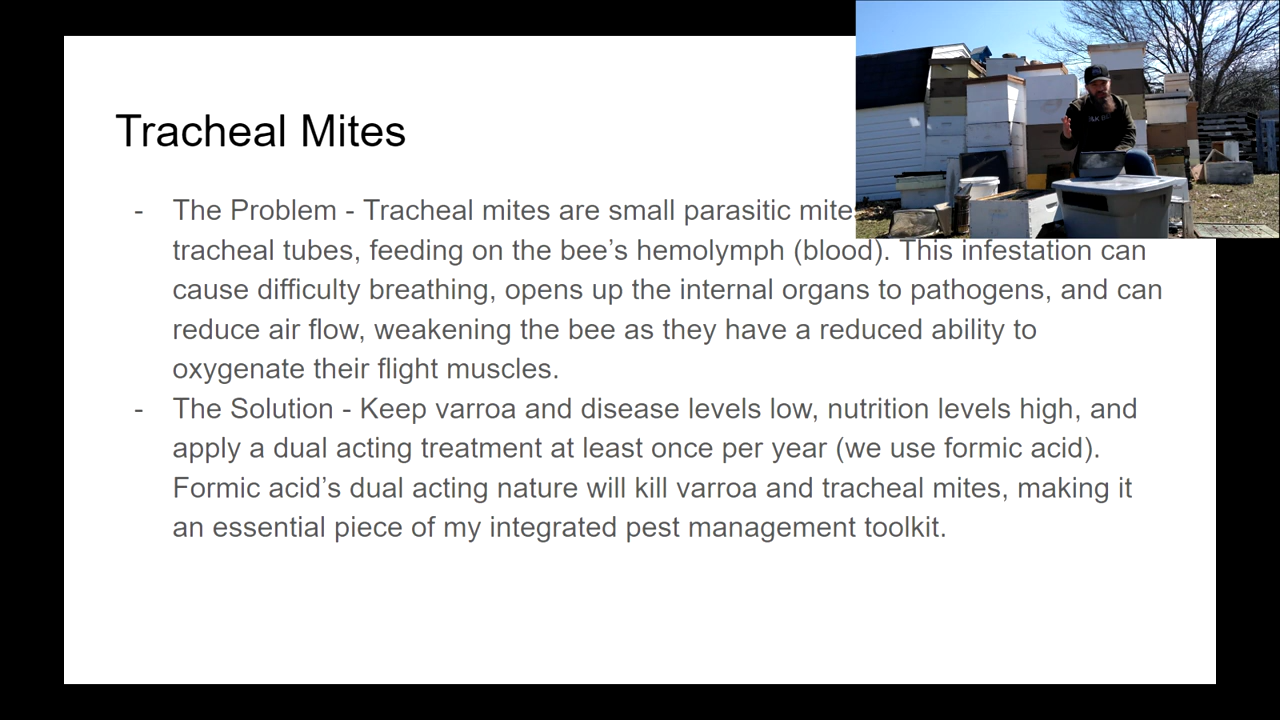 Tracheal Mites
- The Problem - Tracheal mites are small parasitic mite
tracheal tubes, feeding on the bee's hemolymph (blood). This infestation can
cause difficulty breathing, opens up the internal organs to pathogens, and can
reduce air flow, weakening the bee as they have a reduced ability to
oxygenate their flight muscles.
- The Solution - Keep varroa and disease levels low, nutrition levels high, and
apply a dual acting treatment at least once per year (we use formic acid).
Formic acid's dual acting nature will kill varroa and tracheal mites, making it
an essential piece of my integrated pest management toolkit.